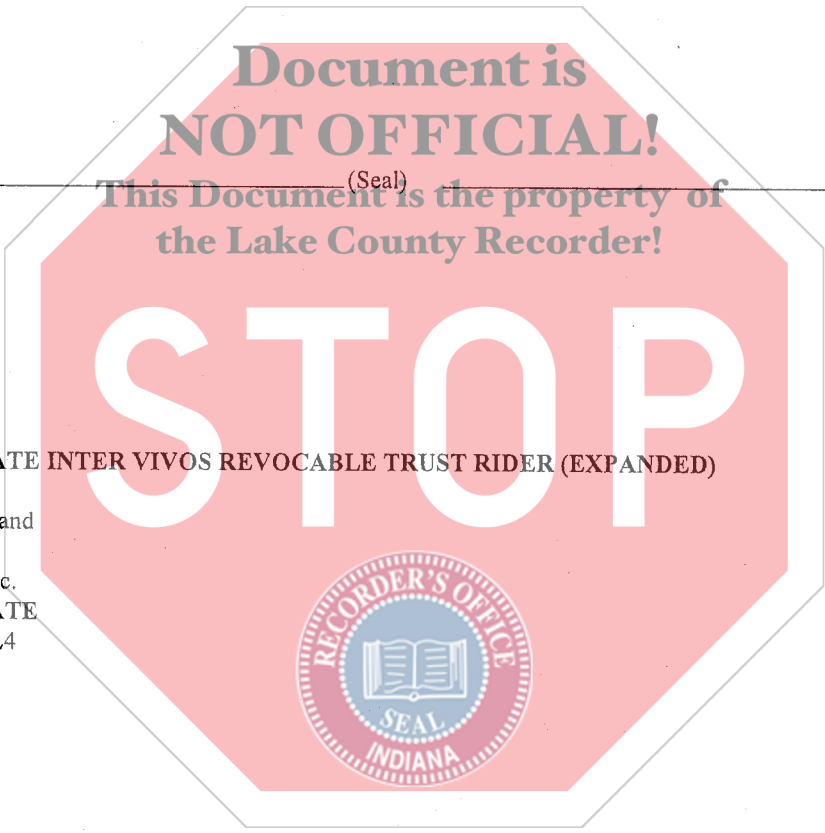 Document is
NOT OFFICIAL!
(Seal)
This Document is the property of
the Lake County Recorder!
STOP
ATE INTER VIVOS REVOCABLE TRUST RIDER (EXPANDED)
and
c.
ATE
4
RECORDER'S OFFICE
SEAL
INDIANA